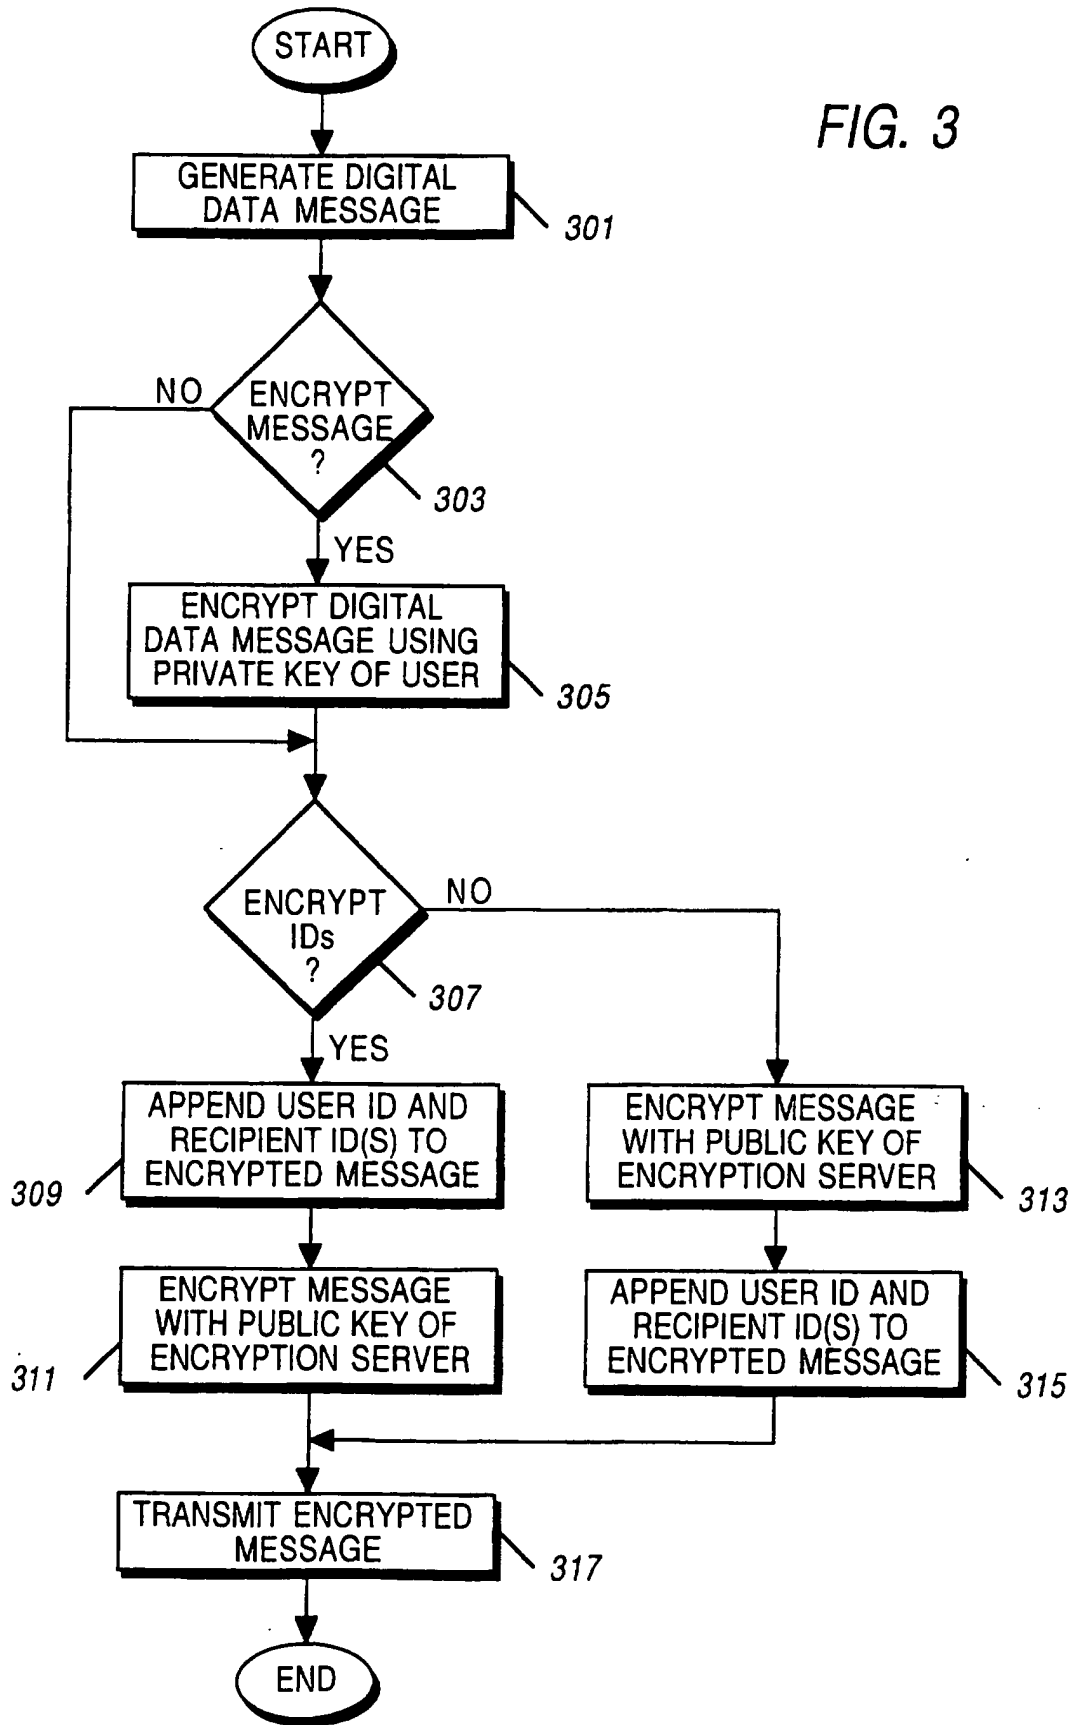 START
FIG. 3
GENERATE DIGITAL
DATA MESSAGE
301
NO
ENCRYPT
MESSAGE
?
303
YES
ENCRYPT DIGITAL
DATA MESSAGE USING
PRIVATE KEY OF USER
305
ENCRYPT
IDs
?
NO
307
YES
APPEND USER ID AND
RECIPIENT ID(S) TO
ENCRYPTED MESSAGE
309
ENCRYPT MESSAGE
WITH PUBLIC KEY OF
ENCRYPTION SERVER
313
ENCRYPT MESSAGE
WITH PUBLIC KEY OF
ENCRYPTION SERVER
311
APPEND USER ID AND
RECIPIENT ID(S) TO
ENCRYPTED MESSAGE
315
TRANSMIT ENCRYPTED
MESSAGE
317
END